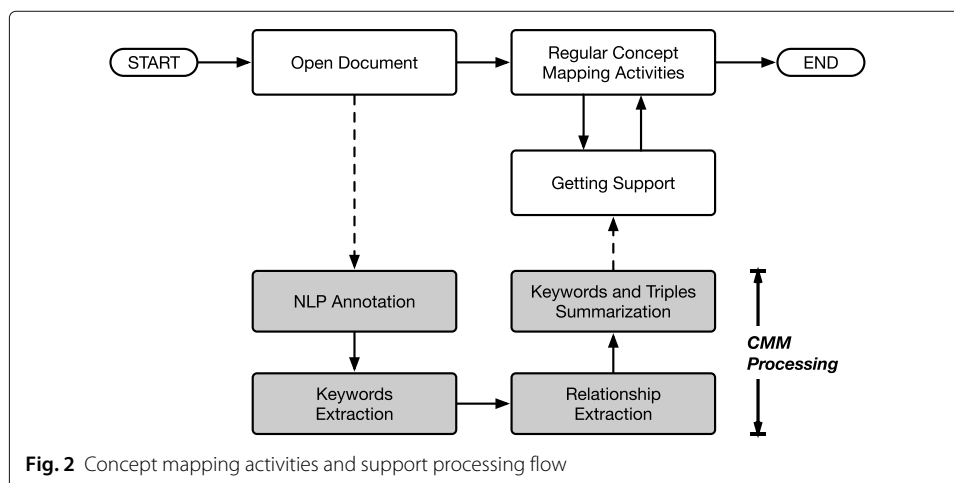 START
Open Document
Regular Concept
Mapping Activities
END
Getting Support
NLP Annotation
Keywords and Triples
Summarization
CMM
Processing
Keywords
Extraction
Relationship
Extraction
Fig. 2 Concept mapping activities and support processing flow